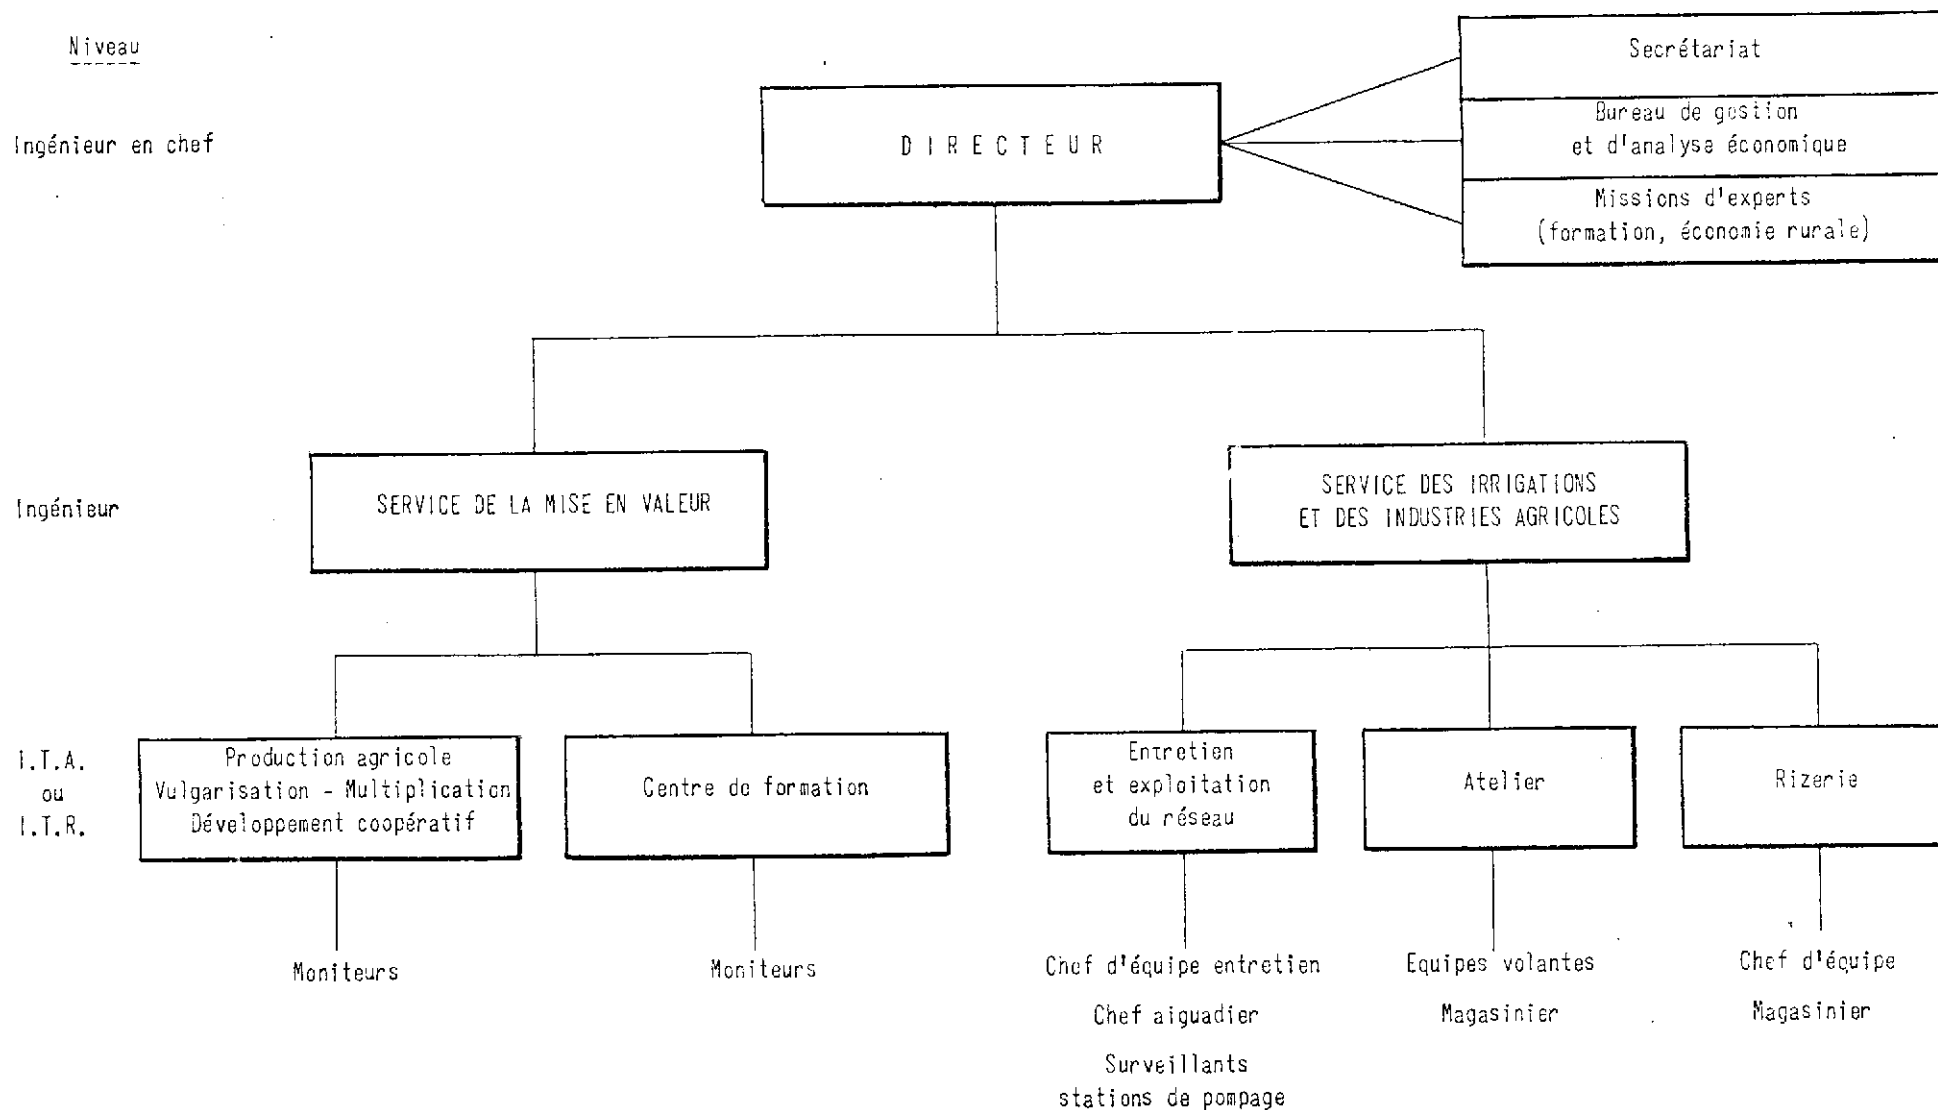 Niveau
Secrétariat
Ingénieur en chef
DIRECTEUR
Bureau de gestion
et d'analyse économique
Missions d'experts
(formation, économie rurale)
Ingénieur
SERVICE DE LA MISE EN VALEUR
SERVICE DES IRRIGATIONS
ET DES INDUSTRIES AGRICOLES
I.T.A.
ou
I.T.R.
Production agricole
Vulgarisation - Multiplication
Développement coopératif
Centre de formation
Entretien
et exploitation
du réseau
Atelier
Rizerie
Moniteurs
Moniteurs
Chef d'équipe entretien
Chef aiguadier
Surveillants
stations de pompage
Equipes volantes
Magasinier
Chef d'équipe
Magasinier